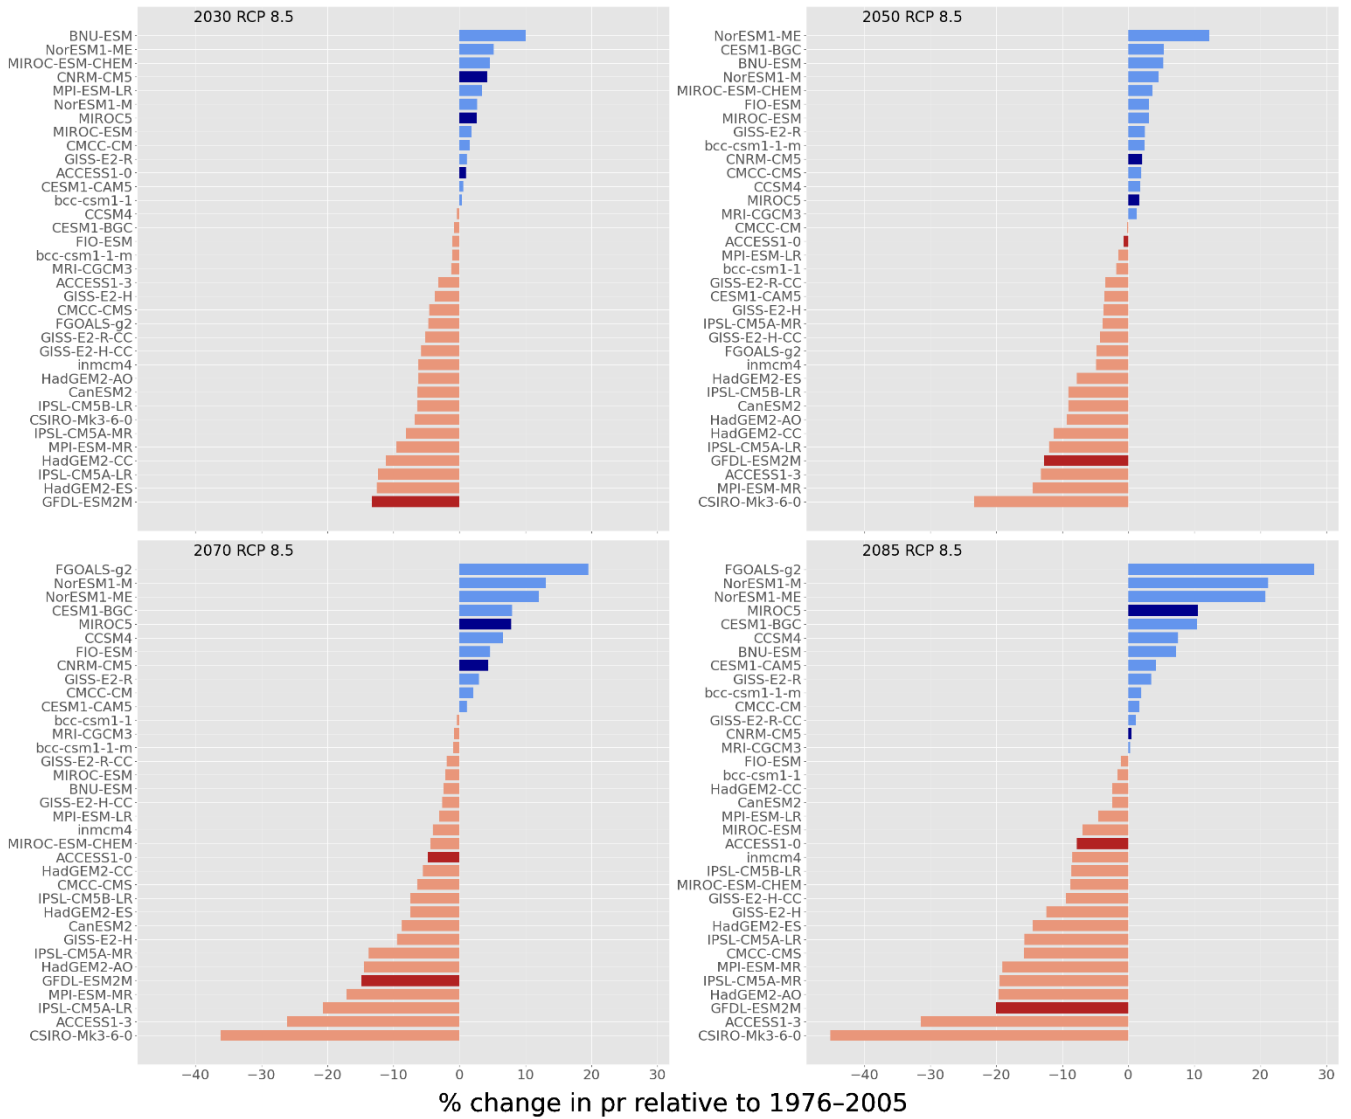 2030 RCP 8.5
BNU-ESM
NorESM1-ME
MIROC-ESM-CHEM
CNRM-CM5
MPI-ESM-LR
NorESM1-M
MIROC5
MIROC-ESM
CMCC-CM
GISS-E2-R
ACCESS1-0
CESM1-CAM5
bcc-csm1-1
CCSM4
CESM1-BGC
FIO-ESM
bcc-csm1-1-m
MRI-CGCM3
ACCESS1-3
GISS-E2-H
CMCC-CMS
FGOALS-g2
GISS-E2-R-CC
GISS-E2-H-CC
inmcm4
HadGEM2-AO
CanESM2
IPSL-CM5B-LR
CSIRO-Mk3-6-0
IPSL-CM5A-MR
MPI-ESM-MR
HadGEM2-CC
IPSL-CM5A-LR
HadGEM2-ES
GFDL-ESM2M
2050 RCP 8.5
NorESM1-ME
CESM1-BGC
BNU-ESM
NorESM1-M
MIROC-ESM-CHEM
FIO-ESM
MIROC-ESM
GISS-E2-R
bcc-csm1-1-m
CNRM-CM5
CMCC-CMS
CCSM4
MIROC5
MRI-CGCM3
CMCC-CM
ACCESS1-0
MPI-ESM-LR
bcc-csm1-1
GISS-E2-R-CC
CESM1-CAM5
GISS-E2-H
IPSL-CM5A-MR
GISS-E2-H-CC
FGOALS-g2
inmcm4
HadGEM2-ES
IPSL-CM5B-LR
CanESM2
HadGEM2-AO
HadGEM2-CC
IPSL-CM5A-LR
GFDL-ESM2M
ACCESS1-3
MPI-ESM-MR
CSIRO-Mk3-6-0
2070 RCP 8.5
FGOALS-g2
NorESM1-M
NorESM1-ME
CESM1-BGC
MIROC5
CCSM4
FIO-ESM
CNRM-CM5
GISS-E2-R
CMCC-CM
CESM1-CAM5
bcc-csm1-1
MRI-CGCM3
bcc-csm1-1-m
GISS-E2-R-CC
MIROC-ESM
BNU-ESM
GISS-E2-H-CC
MPI-ESM-LR
inmcm4
MIROC-ESM-CHEM
ACCESS1-0
HadGEM2-CC
CMCC-CMS
IPSL-CM5B-LR
HadGEM2-ES
CanESM2
GISS-E2-H
IPSL-CM5A-MR
HadGEM2-AO
GFDL-ESM2M
MPI-ESM-MR
IPSL-CM5A-LR
ACCESS1-3
CSIRO-Mk3-6-0
−40 −30 −20 −10 0 10 20 30
2085 RCP 8.5
FGOALS-g2
NorESM1-M
NorESM1-ME
MIROC5
CESM1-BGC
CCSM4
BNU-ESM
CESM1-CAM5
GISS-E2-R
bcc-csm1-1-m
CMCC-CM
GISS-E2-R-CC
CNRM-CM5
MRI-CGCM3
FIO-ESM
bcc-csm1-1
HadGEM2-CC
CanESM2
MPI-ESM-LR
MIROC-ESM
ACCESS1-0
inmcm4
IPSL-CM5B-LR
MIROC-ESM-CHEM
GISS-E2-H-CC
GISS-E2-H
HadGEM2-ES
IPSL-CM5A-LR
CMCC-CMS
MPI-ESM-MR
IPSL-CM5A-MR
HadGEM2-AO
GFDL-ESM2M
ACCESS1-3
CSIRO-Mk3-6-0
−40 −30 −20 −10 0 10 20 30
% change in pr relative to 1976–2005